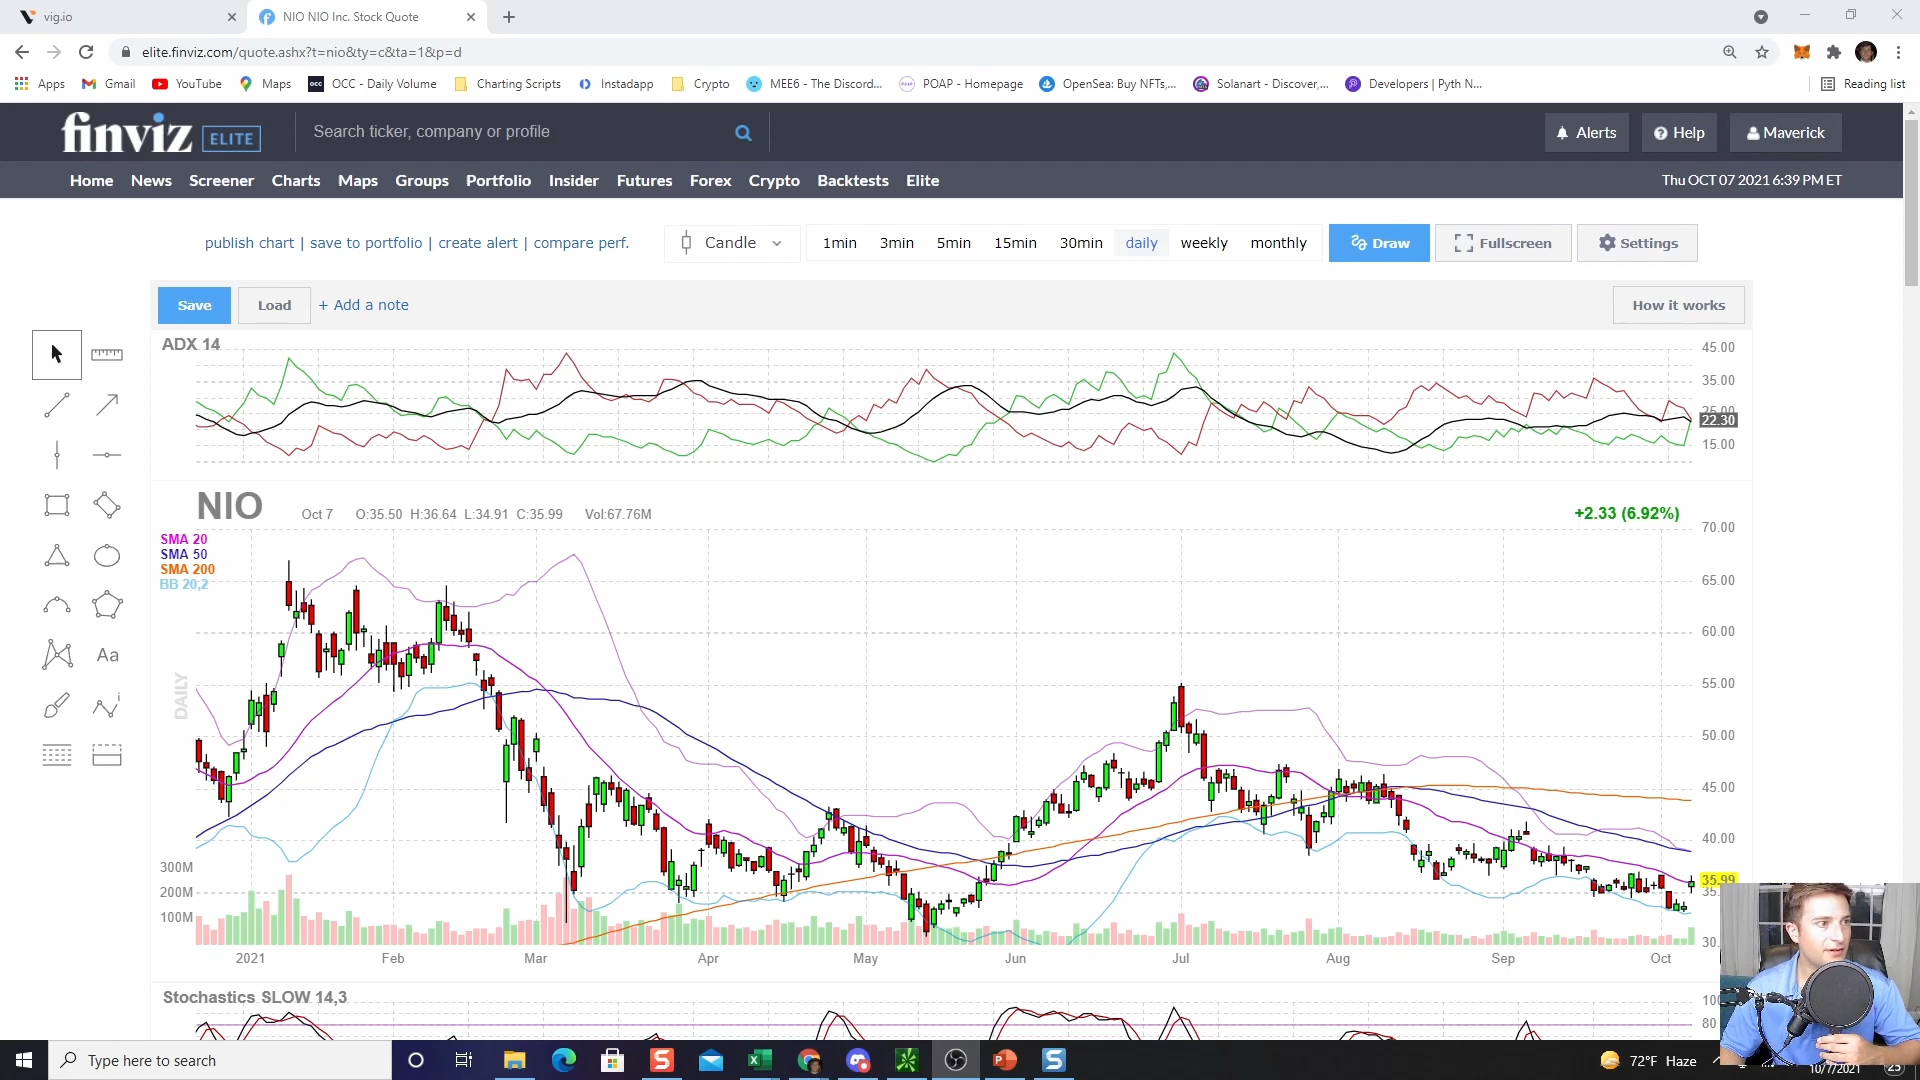 vig.io
NIO NIO Inc. Stock Quote
elite.finviz.com/quote.ashx?t=nio&ty=c&ta=1&p=d
Apps Gmail YouTube Maps OCC - Daily Volume Charting Scripts Instadapp Crypto MEE6 - The Discord... POAP - Homepage OpenSea: Buy NFTs,... Solanart - Discover,... Developers | Pyth N... Reading list
finviz ELITE Search ticker, company or profile Alerts Help Maverick
Home News Screener Charts Maps Groups Portfolio Insider Futures Forex Crypto Backtests Elite Thu OCT 07 2021 6:39 PM ET
publish chart | save to portfolio | create alert | compare perf. Candle 1min 3min 5min 15min 30min daily weekly monthly Draw Fullscreen Settings
Save Load + Add a note How it works
ADX 14
45.00
35.00
25.00
22.30
15.00
NIO Oct 7 O:35.50 H:36.64 L:34.91 C:35.99 Vol:67.76M +2.33 (6.92%)
70.00
SMA 20
SMA 50
SMA 200
BB 20,2
65.00
60.00
55.00
50.00
45.00
40.00
35.99
DAILY
300M
200M
100M
2021 Feb Mar Apr May Jun Jul Aug Sep Oct
Stochastics SLOW 14,3
80
Aa
Type here to search
72°F Haze
10/7/2021
25